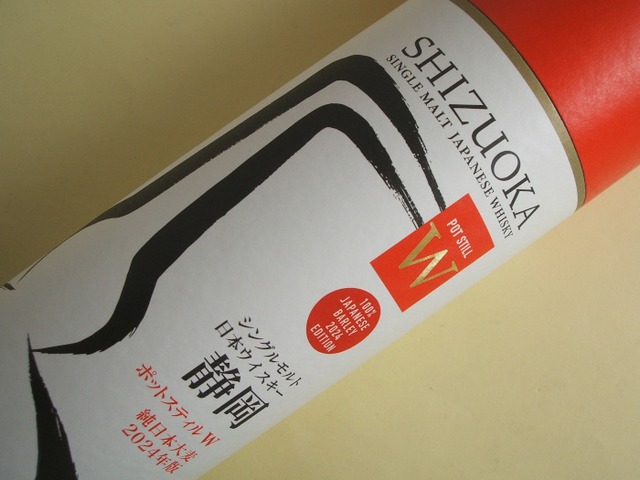 SHIZUOKA
SINGLE MALT JAPANESE WHISKY
POT STILL
W
100%
JAPANESE
BARLEY
2024
EDITION
シングルモルト
日本ウイスキー
静岡
ポットスティル W
純日本大麦
2024年版